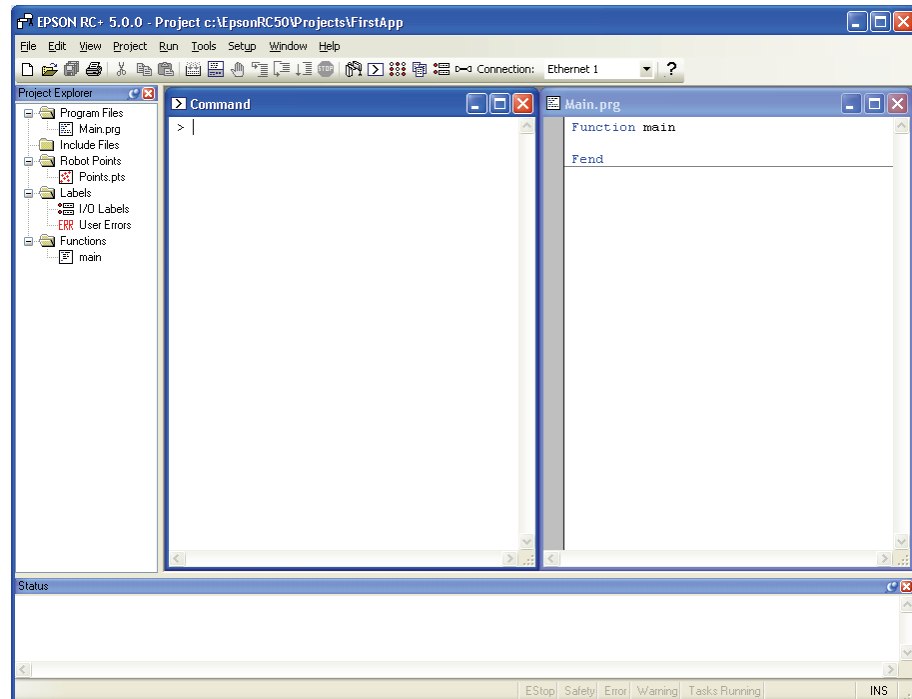 EPSON RC+ 5.0.0 - Project c:\EpsonRC50\Projects\FirstApp
File Edit View Project Run Tools Setup Window Help
STOP Connection: Ethernet 1 ?
Project Explorer
Program Files
Main.prg
Include Files
Robot Points
Points.pts
Labels
I/O Labels
ERR User Errors
Functions
main
Command
>
Main.prg
Function main
Fend
Status
EStop Safety Error Warning Tasks Running INS